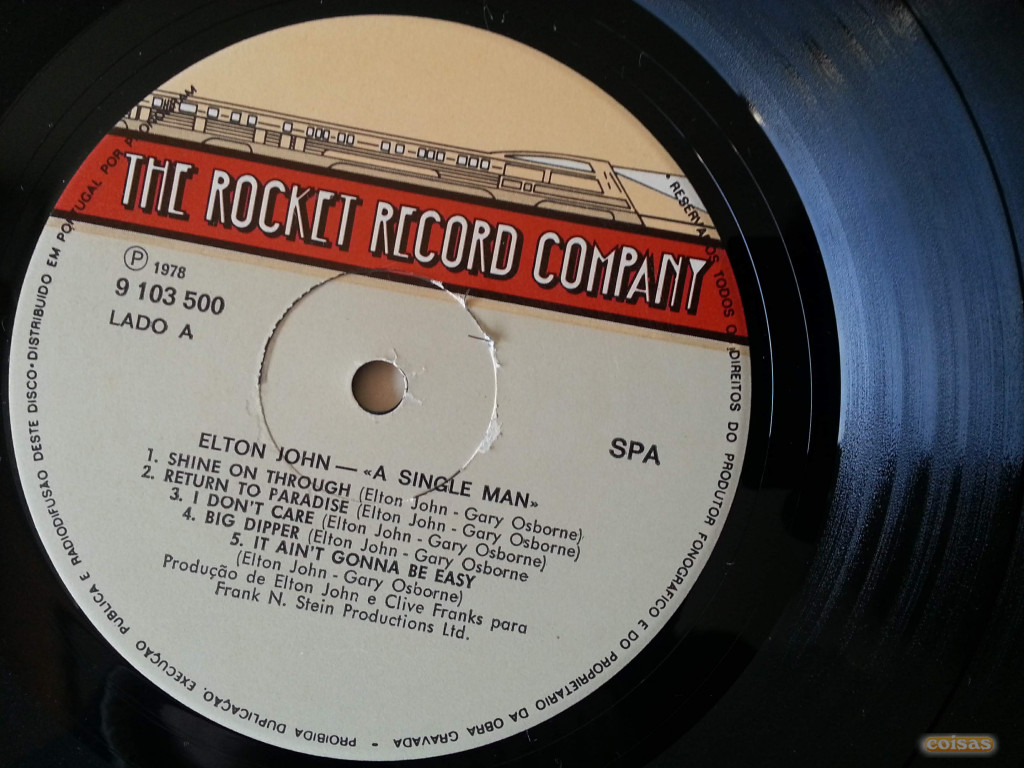 THE ROCKET RECORD COMPANY
Ⓟ 1978
9 103 500
LADO A
SPA
ELTON JOHN — «A SINGLE MAN»
1. SHINE ON THROUGH (Elton John - Gary Osborne)
2. RETURN TO PARADISE (Elton John - Gary Osborne)
3. I DON'T CARE (Elton John - Gary Osborne)
4. BIG DIPPER (Elton John - Gary Osborne
5. IT AIN'T GONNA BE EASY
(Elton John - Gary Osborne)
Produção de Elton John e Clive Franks para
Frank N. Stein Productions Ltd.
RESERVADOS TODOS OS DIREITOS DO PRODUTOR FONOGRAFICO E DO PROPRIETARIO DA OBRA GRAVADA - PROIBIDA DUPLICAÇÃO, EXECUÇÃO PUBLICA E RADIODIFUSÃO DESTE DISCO • DISTRIBUIDO EM PORTUGAL POR PHONOGRAM
coisas